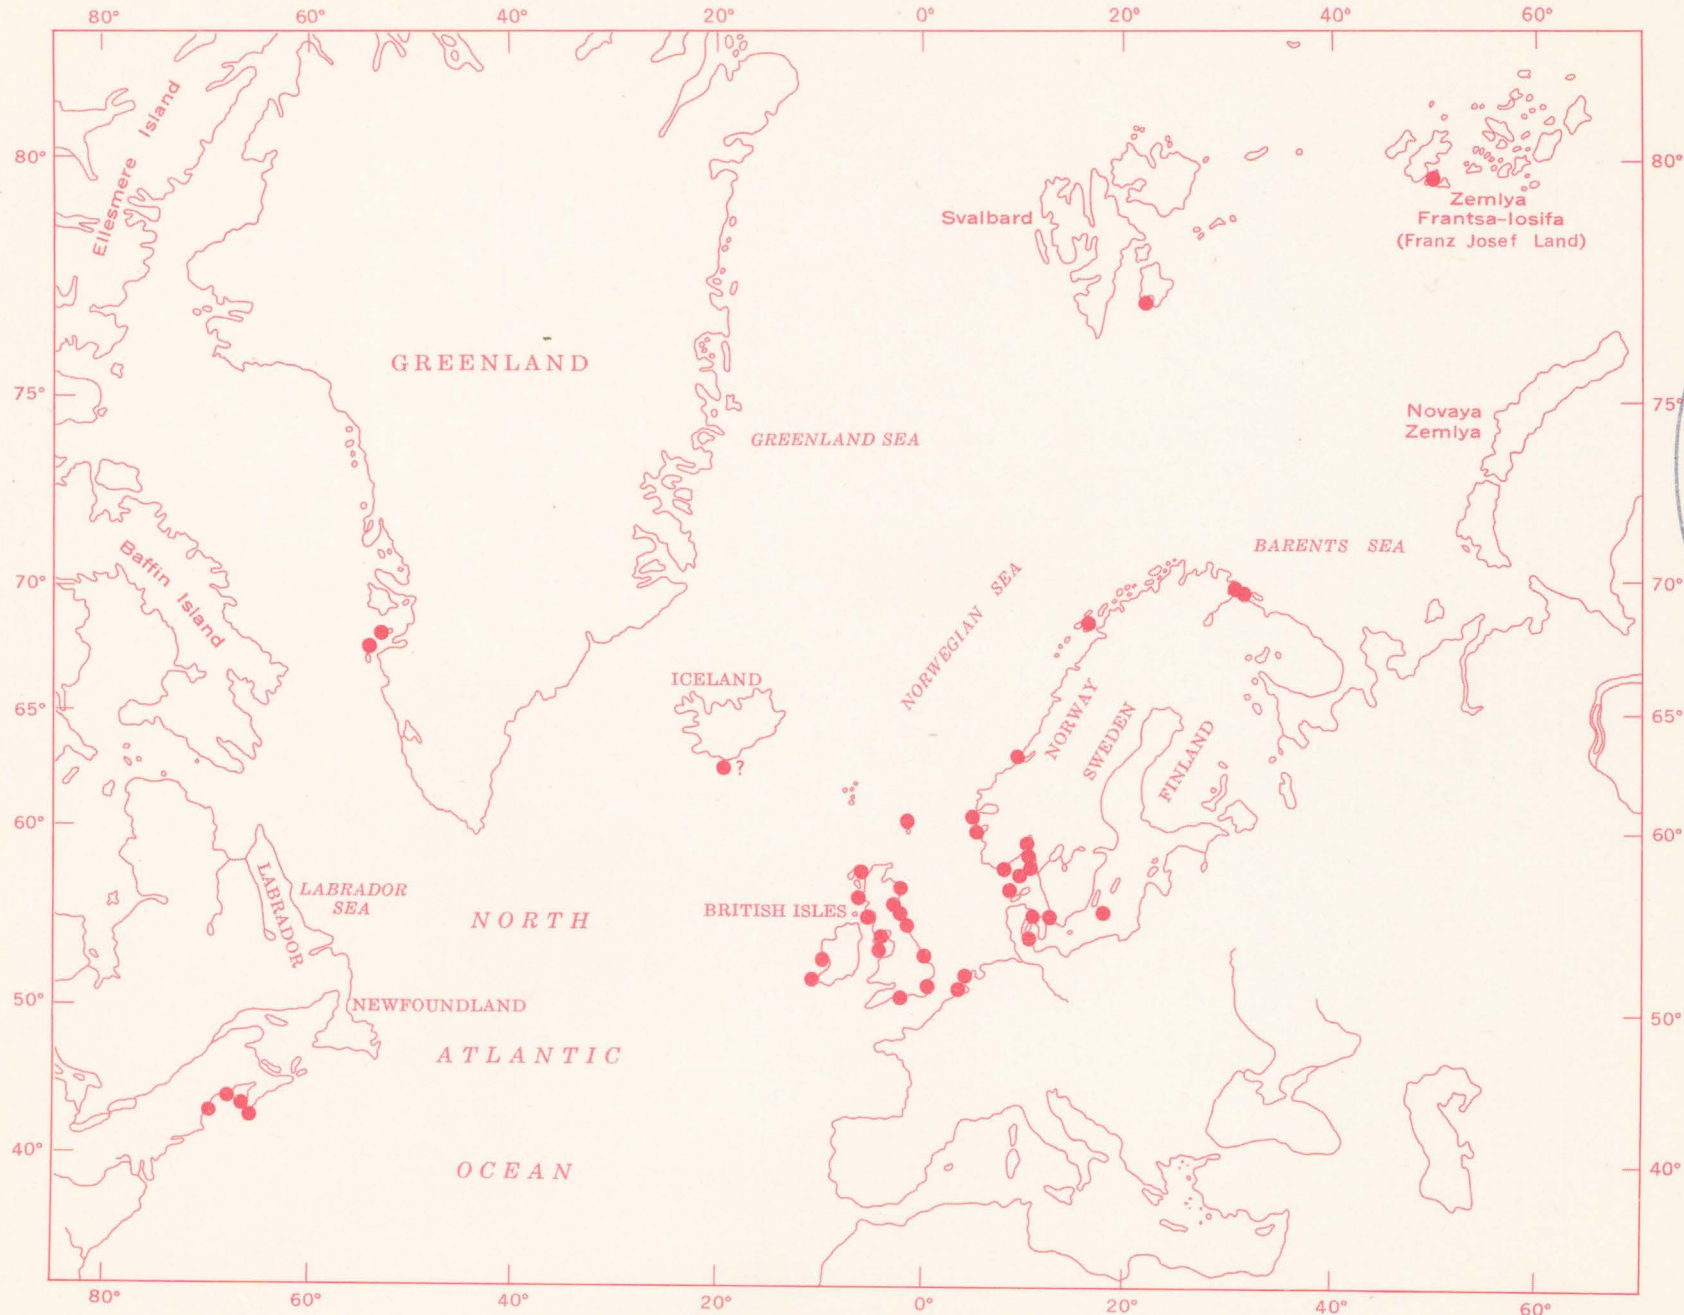 80° 60° 40° 20° 0° 20° 40° 60°
80° 80°
Ellesmere Island
Svalbard
Zemlya
Frantsa-Iosifa
(Franz Josef Land)
GREENLAND
75° 75°
Novaya
Zemlya
GREENLAND SEA
BARENTS SEA
Baffin Island
70° 70°
NORWEGIAN SEA
ICELAND
65° 65°
NORWAY
SWEDEN
FINLAND
?
60° 60°
LABRADOR
LABRADOR
SEA
NORTH
BRITISH ISLES
50° 50°
NEWFOUNDLAND
ATLANTIC
40° 40°
OCEAN
80° 60° 40° 20° 0° 20° 40° 60°